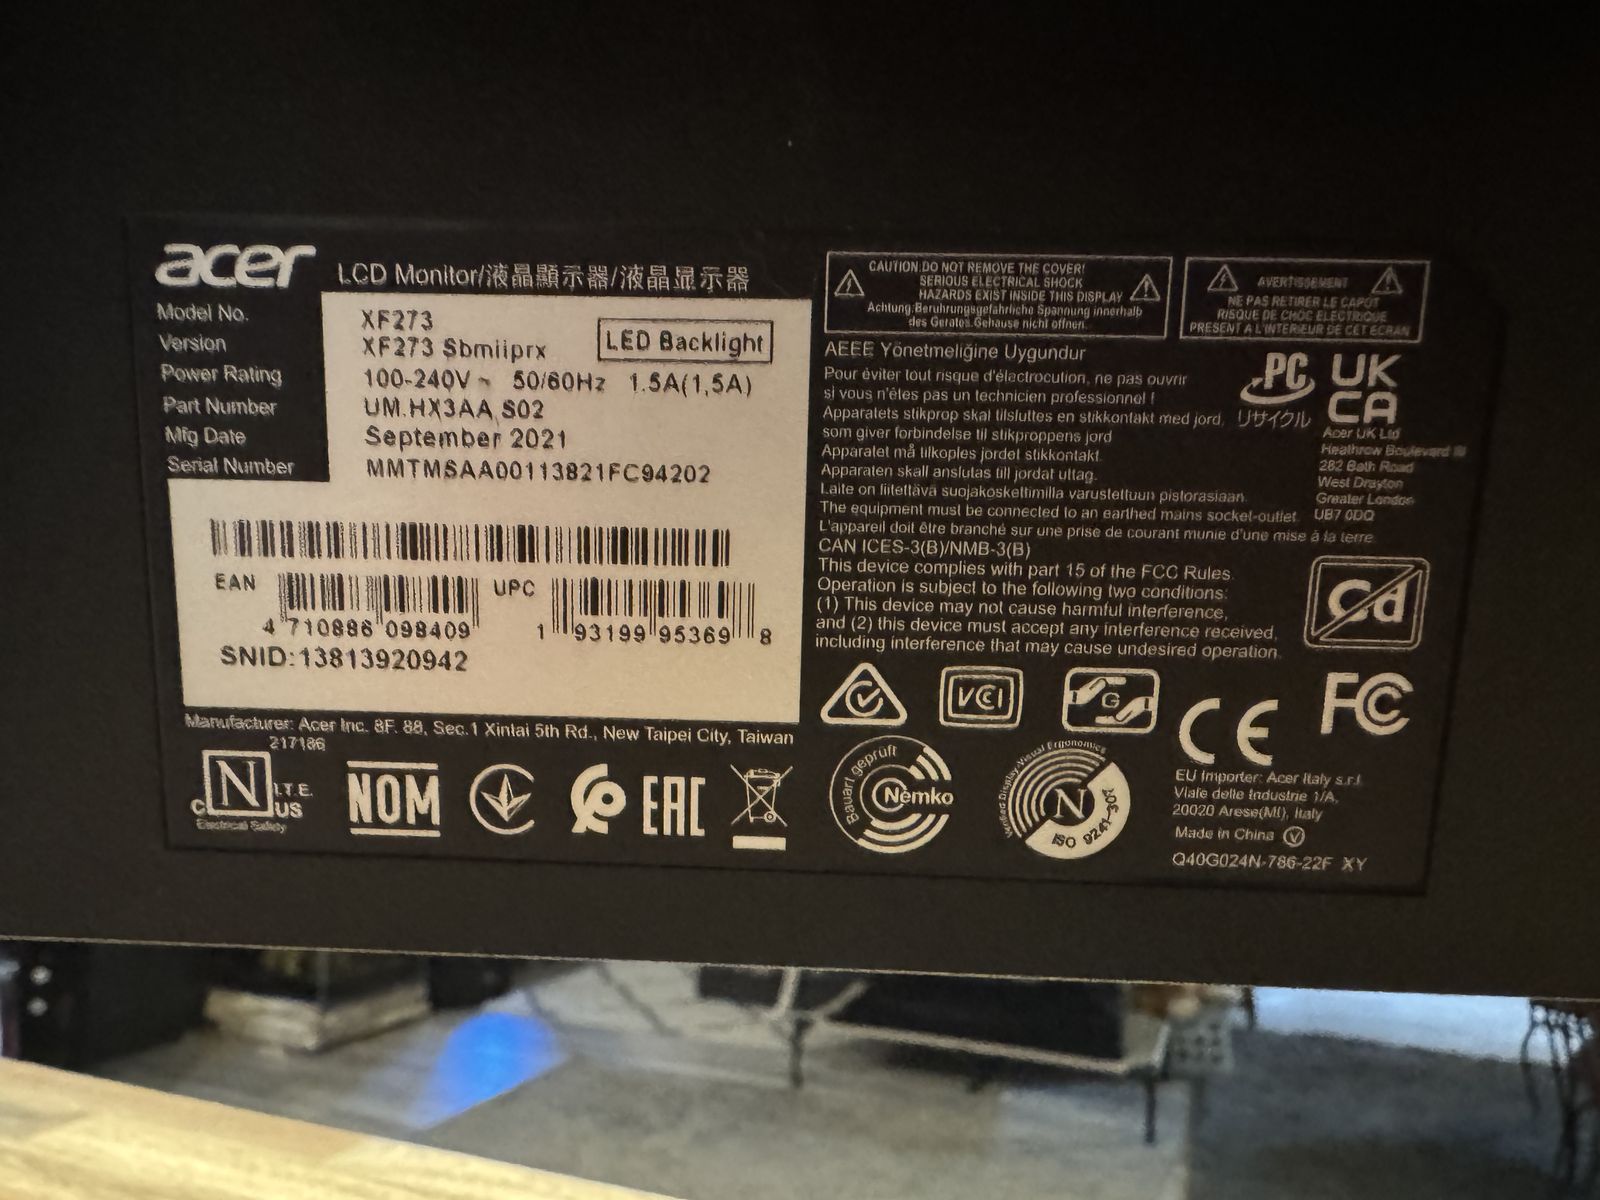 acer
LCD Monitor/液晶顯示器/液晶显示器
Model No. XF273
Version XF273 Sbmiiprx
LED Backlight
Power Rating 100-240V~ 50/60Hz 1.5A(1,5A)
Part Number UM.HX3AA.S02
Mfg Date September 2021
Serial Number MMTMSAA00113821FC94202
EAN 4 710886 098409
UPC 1 93199 95369 8
SNID:13813920942
Manufacturer: Acer Inc. 8F. 88, Sec.1 Xintai 5th Rd., New Taipei City, Taiwan
217186
N
I.T.E.
C US
Electrical Safety
NOM
EAC
CAUTION:DO NOT REMOVE THE COVER!
SERIOUS ELECTRICAL SHOCK
HAZARDS EXIST INSIDE THIS DISPLAY
Achtung:Beruhrungsgefahrliche Spannung innerhalb
des Gerates.Gehause nicht offnen.
AVERTISSEMENT
NE PAS RETIRER LE CAPOT
RISQUE DE CHOC ELECTRIQUE
PRESENT A L'INTERIEUR DE CET ECRAN
AEEE Yönetmeliğine Uygundur
Pour éviter tout risque d'électrocution, ne pas ouvrir
si vous n'êtes pas un technicien professionnel !
Apparatets stikprop skal tilsluttes en stikkontakt med jord,
som giver forbindelse til stikproppens jord
Apparatet må tilkoples jordet stikkontakt.
Apparaten skall anslutas till jordat uttag.
Laite on liitettävä suojakoskettimilla varustettuun pistorasiaan.
The equipment must be connected to an earthed mains socket-outlet.
L'appareil doit être branché sur une prise de courant munie d'une mise à la terre.
CAN ICES-3(B)/NMB-3(B)
This device complies with part 15 of the FCC Rules.
Operation is subject to the following two conditions:
(1) This device may not cause harmful interference,
and (2) this device must accept any interference received,
including interference that may cause undesired operation.
PC
リサイクル
UK
CA
Acer UK Ltd
Heathrow Boulevard III
282 Bath Road
West Drayton
Greater London
UB7 0DQ
Cd
VCCI
G
CE
FC
Bauart geprüft
Nemko
Verified Display-Visual Ergonomics
N
ISO 9241-307
EU Importer: Acer Italy s.r.l.
Viale delle Industrie 1/A,
20020 Arese(MI), Italy
Made in China V
Q40G024N-786-22F XY